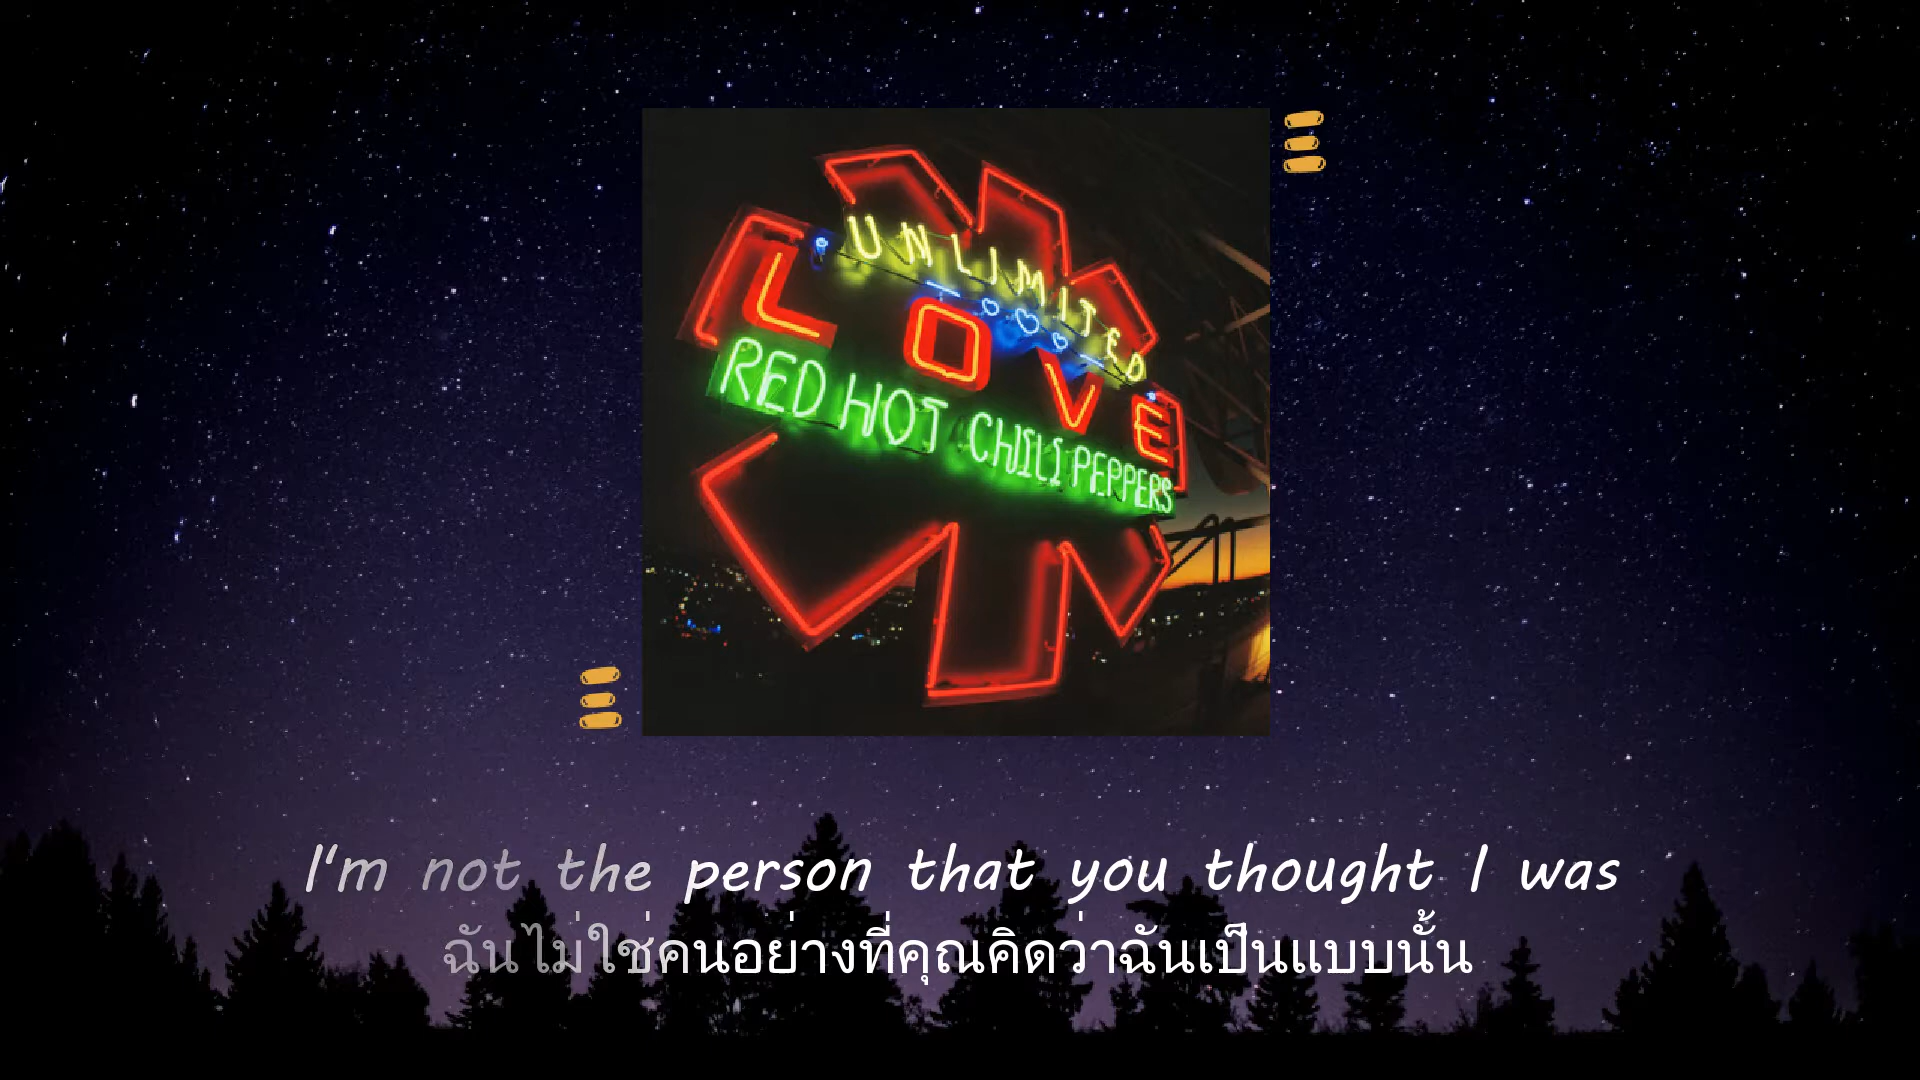 UNLIMITED
LOVE
RED HOT CHILI PEPPERS
I'm not the person that you thought I was
ฉันไม่ใช่คนอย่างที่คุณคิดว่าฉันเป็นแบบนั้น